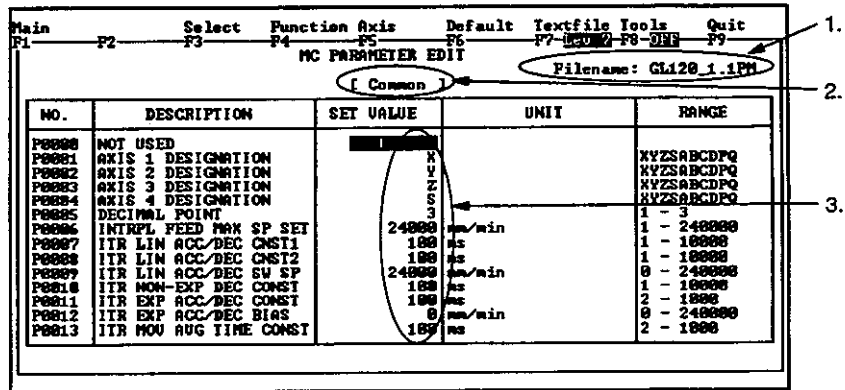 Main Select Function Axis Default Textfile Tools Quit
F1 F2 F3 F4 F5 F6 F7-Lev ? F8-OFF F9
MC PARAMETER EDIT
Filename: GL120_1.1PM
[ Common ]
NO. DESCRIPTION SET VALUE UNIT RANGE
P0000 NOT USED
P0001 AXIS 1 DESIGNATION X XYZSABCDPQ
P0002 AXIS 2 DESIGNATION Y XYZSABCDPQ
P0003 AXIS 3 DESIGNATION Z XYZSABCDPQ
P0004 AXIS 4 DESIGNATION S XYZSABCDPQ
P0005 DECIMAL POINT 3 1 - 3
P0006 INTRPL FEED MAX SP SET 24000 mm/min 1 - 240000
P0007 ITR LIN ACC/DEC CNST1 100 ms 1 - 10000
P0008 ITR LIN ACC/DEC CNST2 100 ms 1 - 10000
P0009 ITR LIN ACC/DEC SW SP 24000 mm/min 0 - 240000
P0010 ITR NON-EXP DEC CONST 100 ms 1 - 10000
P0011 ITR EXP ACC/DEC CONST 100 ms 2 - 1000
P0012 ITR EXP ACC/DEC BIAS 0 mm/min 0 - 240000
P0013 ITR MOV AVG TIME CONST 100 ms 2 - 1000
1.
2.
3.